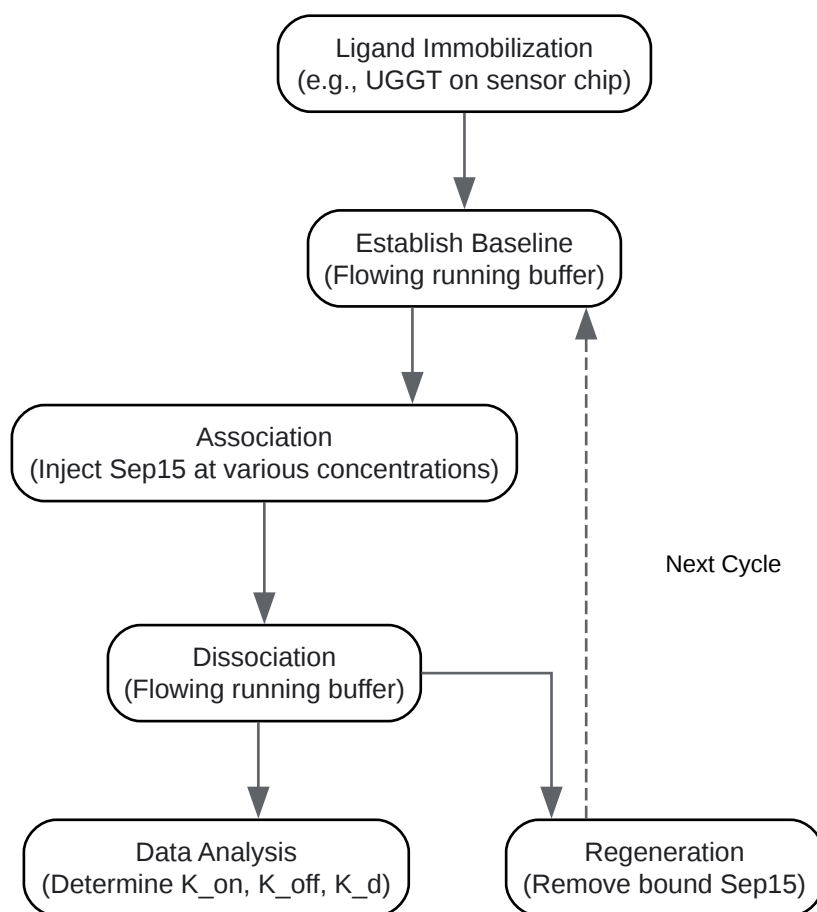 Ligand Immobilization
(e.g., UGGT on sensor chip)
Establish Baseline
(Flowing running buffer)
Association
(Inject Sep15 at various concentrations)
Next Cycle
Dissociation
(Flowing running buffer)
Data Analysis
(Determine K_on, K_off, K_d)
Regeneration
(Remove bound Sep15)